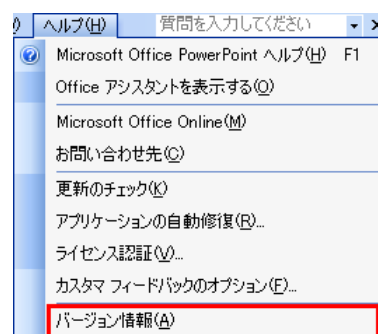 ) ヘルプ(H) 質問を入力してください
Microsoft Office PowerPoint ヘルプ(H) F1
Office アシスタントを表示する(O)
Microsoft Office Online(M)
お問い合わせ先(C)
更新のチェック(K)
アプリケーションの自動修復(R)...
ライセンス認証(V)...
カスタマ フィードバックのオプション(F)...
バージョン情報(A)